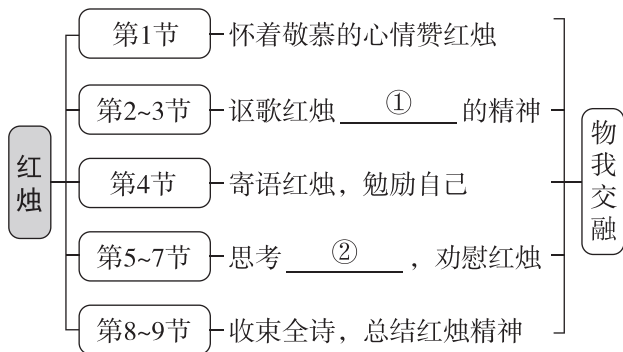 红烛
第1节
怀着敬慕的心情赞红烛
第2~3节
讴歌红烛 ① 的精神
第4节
寄语红烛，勉励自己
第5~7节
思考 ② ，劝慰红烛
第8~9节
收束全诗，总结红烛精神
物我交融